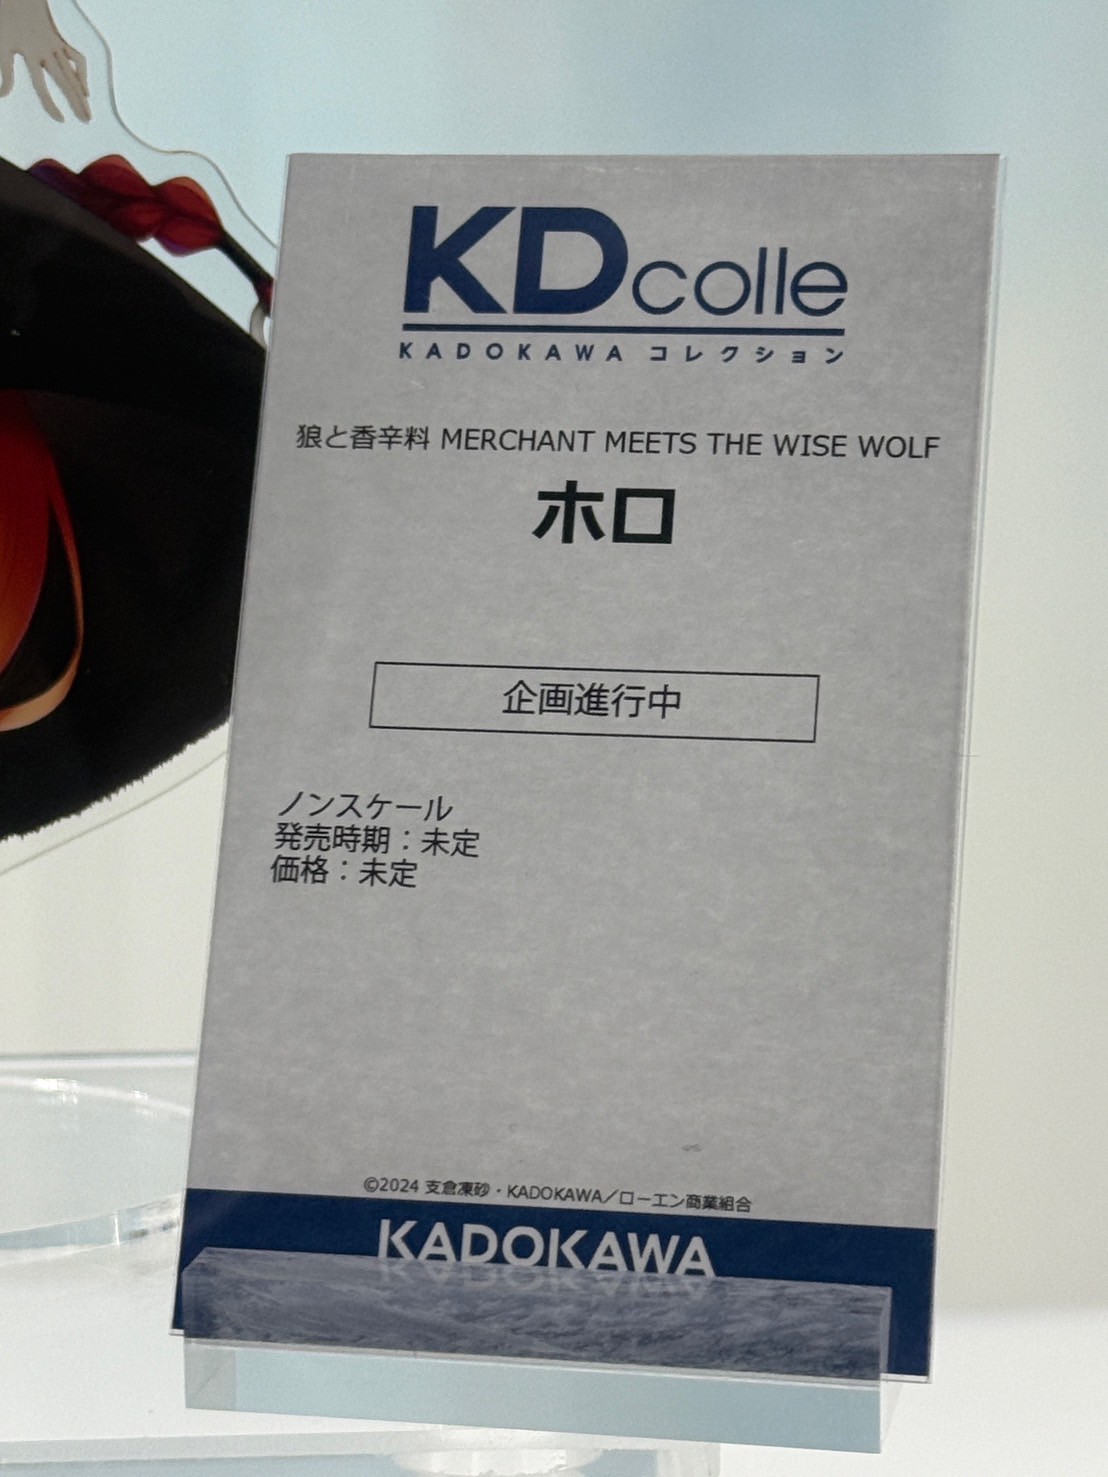 KDcolle
KADOKAWA コレクション
狼と香辛料 MERCHANT MEETS THE WISE WOLF
ホロ
企画進行中
ノンスケール
発売時期：未定
価格：未定
©2024 支倉凍砂・KADOKAWA／ローエン商業組合
KADOKAWA